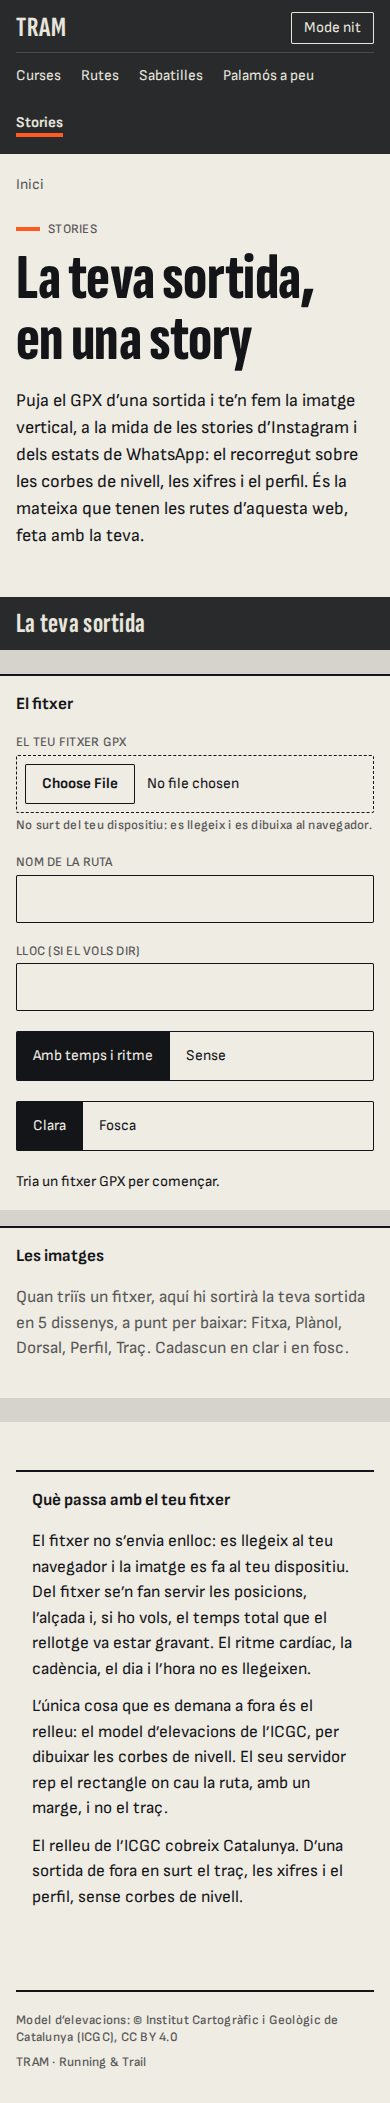 TRAM
Mode nit
Curses Rutes Sabatilles Palamós a peu
Stories
Inici
STORIES
La teva sortida,
en una story
Puja el GPX d’una sortida i te’n fem la imatge
vertical, a la mida de les stories d’Instagram i
dels estats de WhatsApp: el recorregut sobre
les corbes de nivell, les xifres i el perfil. És la
mateixa que tenen les rutes d’aquesta web,
feta amb la teva.
La teva sortida
El fitxer
EL TEU FITXER GPX
Choose File No file chosen
No surt del teu dispositiu: es llegeix i es dibuixa al navegador.
NOM DE LA RUTA
LLOC (SI EL VOLS DIR)
Amb temps i ritme Sense
Clara Fosca
Tria un fitxer GPX per començar.
Les imatges
Quan triïs un fitxer, aquí hi sortirà la teva sortida
en 5 dissenys, a punt per baixar: Fitxa, Plànol,
Dorsal, Perfil, Traç. Cadascun en clar i en fosc.
Què passa amb el teu fitxer
El fitxer no s’envia enlloc: es llegeix al teu
navegador i la imatge es fa al teu dispositiu.
Del fitxer se’n fan servir les posicions,
l’alçada i, si ho vols, el temps total que el
rellotge va estar gravant. El ritme cardíac, la
cadència, el dia i l’hora no es llegeixen.
L’única cosa que es demana a fora és el
relleu: el model d’elevacions de l’ICGC, per
dibuixar les corbes de nivell. El seu servidor
rep el rectangle on cau la ruta, amb un
marge, i no el traç.
El relleu de l’ICGC cobreix Catalunya. D’una
sortida de fora en surt el traç, les xifres i el
perfil, sense corbes de nivell.
Model d’elevacions: © Institut Cartogràfic i Geològic de
Catalunya (ICGC), CC BY 4.0
TRAM · Running & Trail